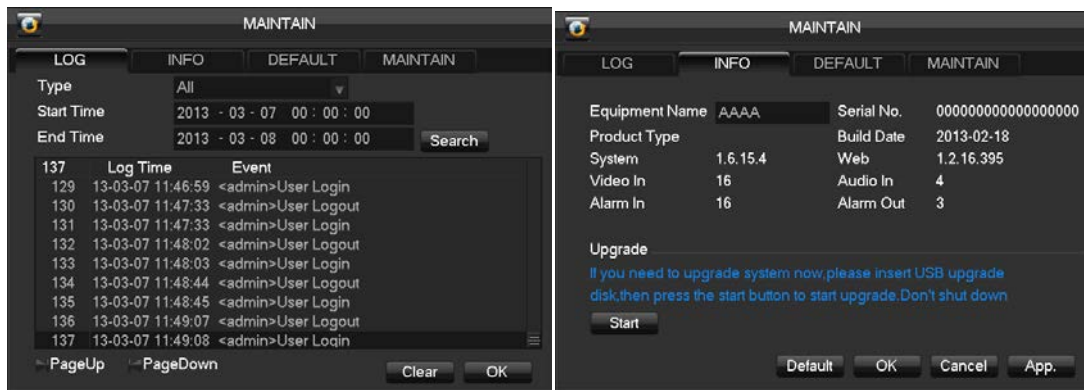 MAINTAIN
LOG INFO DEFAULT MAINTAIN
Type All
Start Time 2013 - 03 - 07 00 : 00 : 00
End Time 2013 - 03 - 08 00 : 00 : 00 Search
137 Log Time Event
129 13-03-07 11:46:59 <admin>User Login
130 13-03-07 11:47:33 <admin>User Logout
131 13-03-07 11:47:33 <admin>User Login
132 13-03-07 11:48:02 <admin>User Logout
133 13-03-07 11:48:03 <admin>User Login
134 13-03-07 11:48:44 <admin>User Logout
135 13-03-07 11:48:45 <admin>User Login
136 13-03-07 11:49:07 <admin>User Logout
137 13-03-07 11:49:08 <admin>User Login
PageUp PageDown Clear OK
MAINTAIN
LOG INFO DEFAULT MAINTAIN
Equipment Name AAAA Serial No. 000000000000000000
Product Type Build Date 2013-02-18
System 1.6.15.4 Web 1.2.16.395
Video In 16 Audio In 4
Alarm In 16 Alarm Out 3
Upgrade
If you need to upgrade system now,please insert USB upgrade
disk,then press the start button to start upgrade.Don't shut down
Start
Default OK Cancel App.